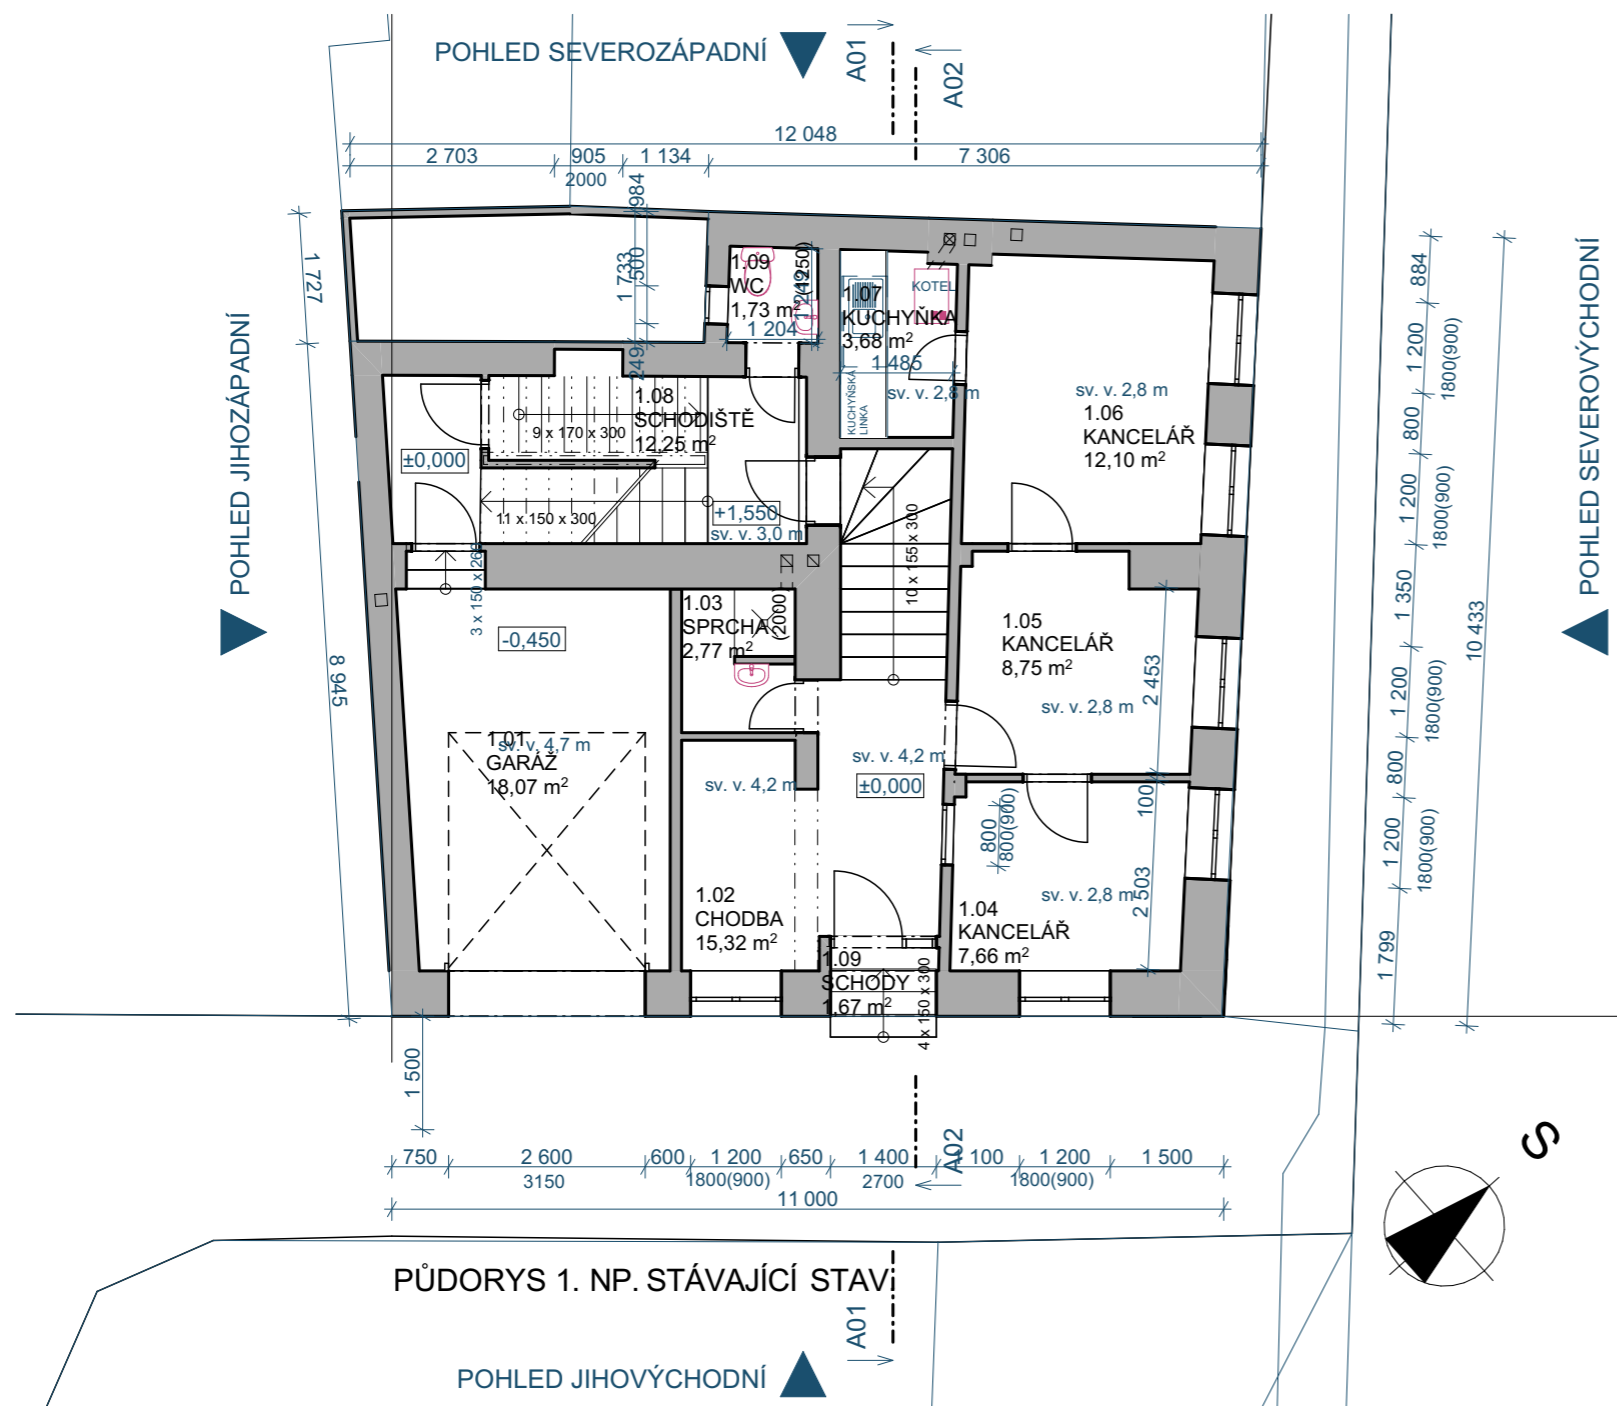 POHLED SEVEROZÁPADNÍ
A01
A02
12 048
2 703
905
1 134
7 306
2000
984
1 733
500
249
1 727
8 945
POHLED JIHOZÁPADNÍ
POHLED SEVEROVÝCHODNÍ
1.09
WC
1,73 m²
(1250)
1 204
1.07
KUCHYŇKA
3,68 m²
KOTEL
1 485
KUCHYŇSKÁ
LINKA
sv. v. 2,8 m
sv. v. 2,8 m
1.06
KANCELÁŘ
12,10 m²
1.08
SCHODIŠTĚ
12,25 m²
9 x 170 x 300
±0,000
11 x 150 x 300
+1,550
sv. v. 3,0 m
10 x 155 x 300
3 x 150 x 260
-0,450
1.03
SPRCHA
2,77 m²
(2000)
1.05
KANCELÁŘ
8,75 m²
sv. v. 2,8 m
2 453
1.01
sv. v. 4,7 m
GARÁŽ
18,07 m²
sv. v. 4,2 m
sv. v. 4,2 m
±0,000
100
800
800(900)
sv. v. 2,8 m
2 503
1.02
CHODBA
15,32 m²
1.04
KANCELÁŘ
7,66 m²
1.09
SCHODY
1,67 m²
4 x 150 x 300
884
1 200
1800(900)
800
1 200
1800(900)
1 350
1 200
1800(900)
800
1 200
1800(900)
1 799
10 433
1 500
750
2 600
600
1 200
650
1 400
1 100
1 200
1 500
3150
1800(900)
2700
1800(900)
11 000
A02
S
PŮDORYS 1. NP. STÁVAJÍCÍ STAV
A01
POHLED JIHOVÝCHODNÍ